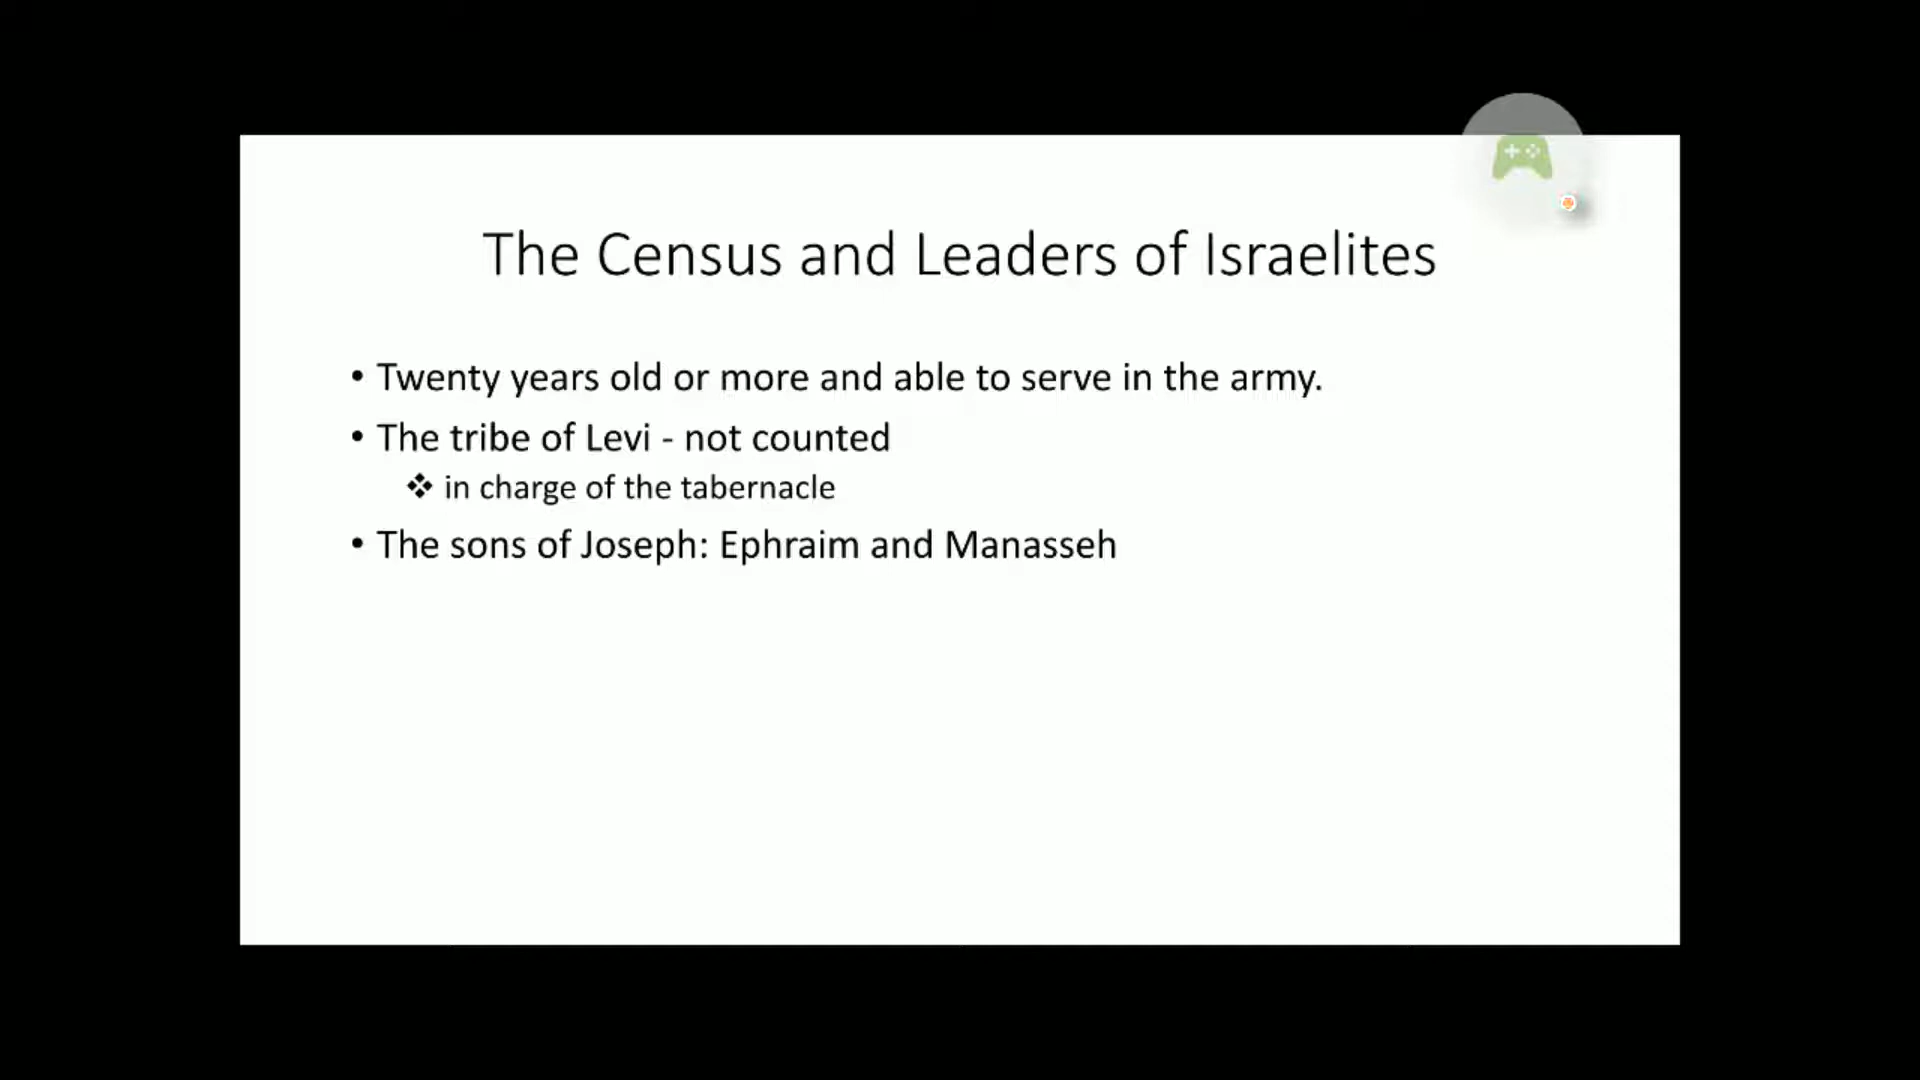 The Census and Leaders of Israelites
• Twenty years old or more and able to serve in the army.
• The tribe of Levi - not counted
❖ in charge of the tabernacle
• The sons of Joseph: Ephraim and Manasseh